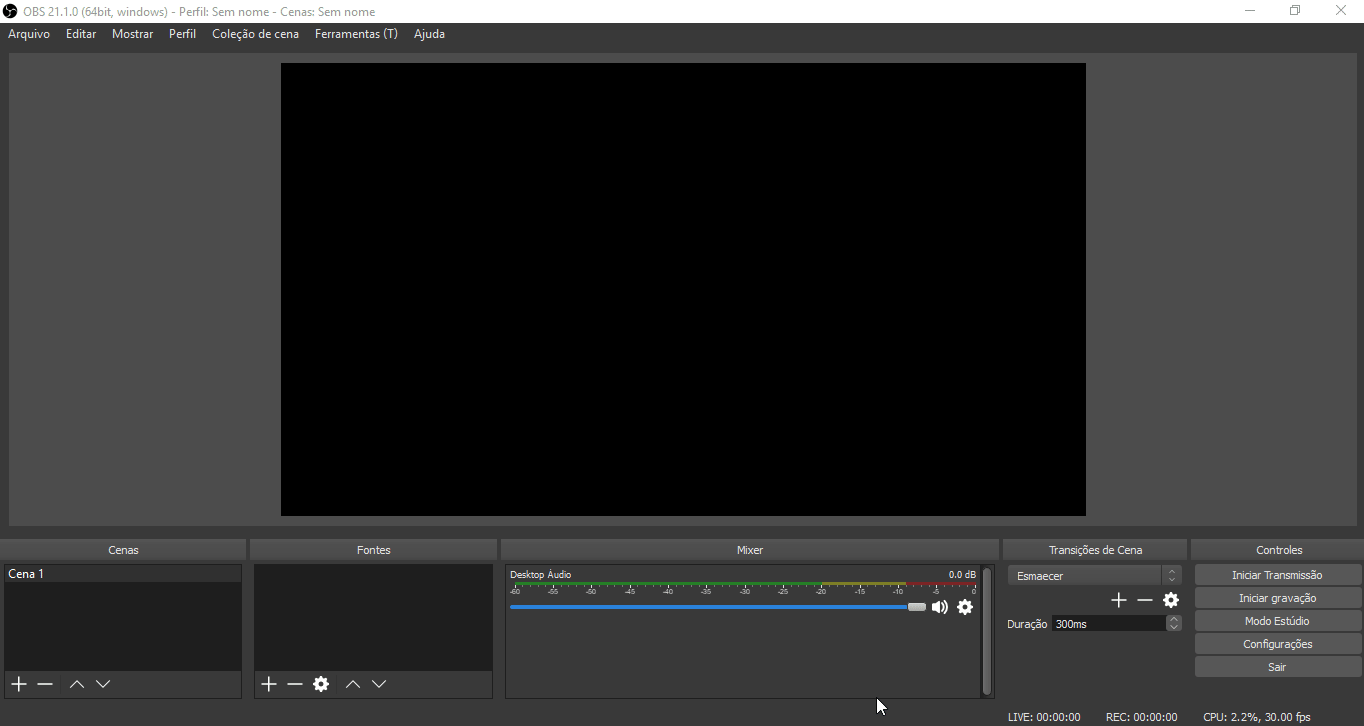 OBS 21.1.0 (64bit, windows) - Perfil: Sem nome - Cenas: Sem nome
Arquivo Editar Mostrar Perfil Coleção de cena Ferramentas (T) Ajuda
Cenas Fontes Mixer Transições de Cena Controles
Cena 1
Desktop Áudio 0.0 dB
-60 -55 -50 -45 -40 -35 -30 -25 -20 -15 -10 -5 0
Esmaecer
Duração 300ms
Iniciar Transmissão
Iniciar gravação
Modo Estúdio
Configurações
Sair
LIVE: 00:00:00 REC: 00:00:00 CPU: 2.2%, 30.00 fps